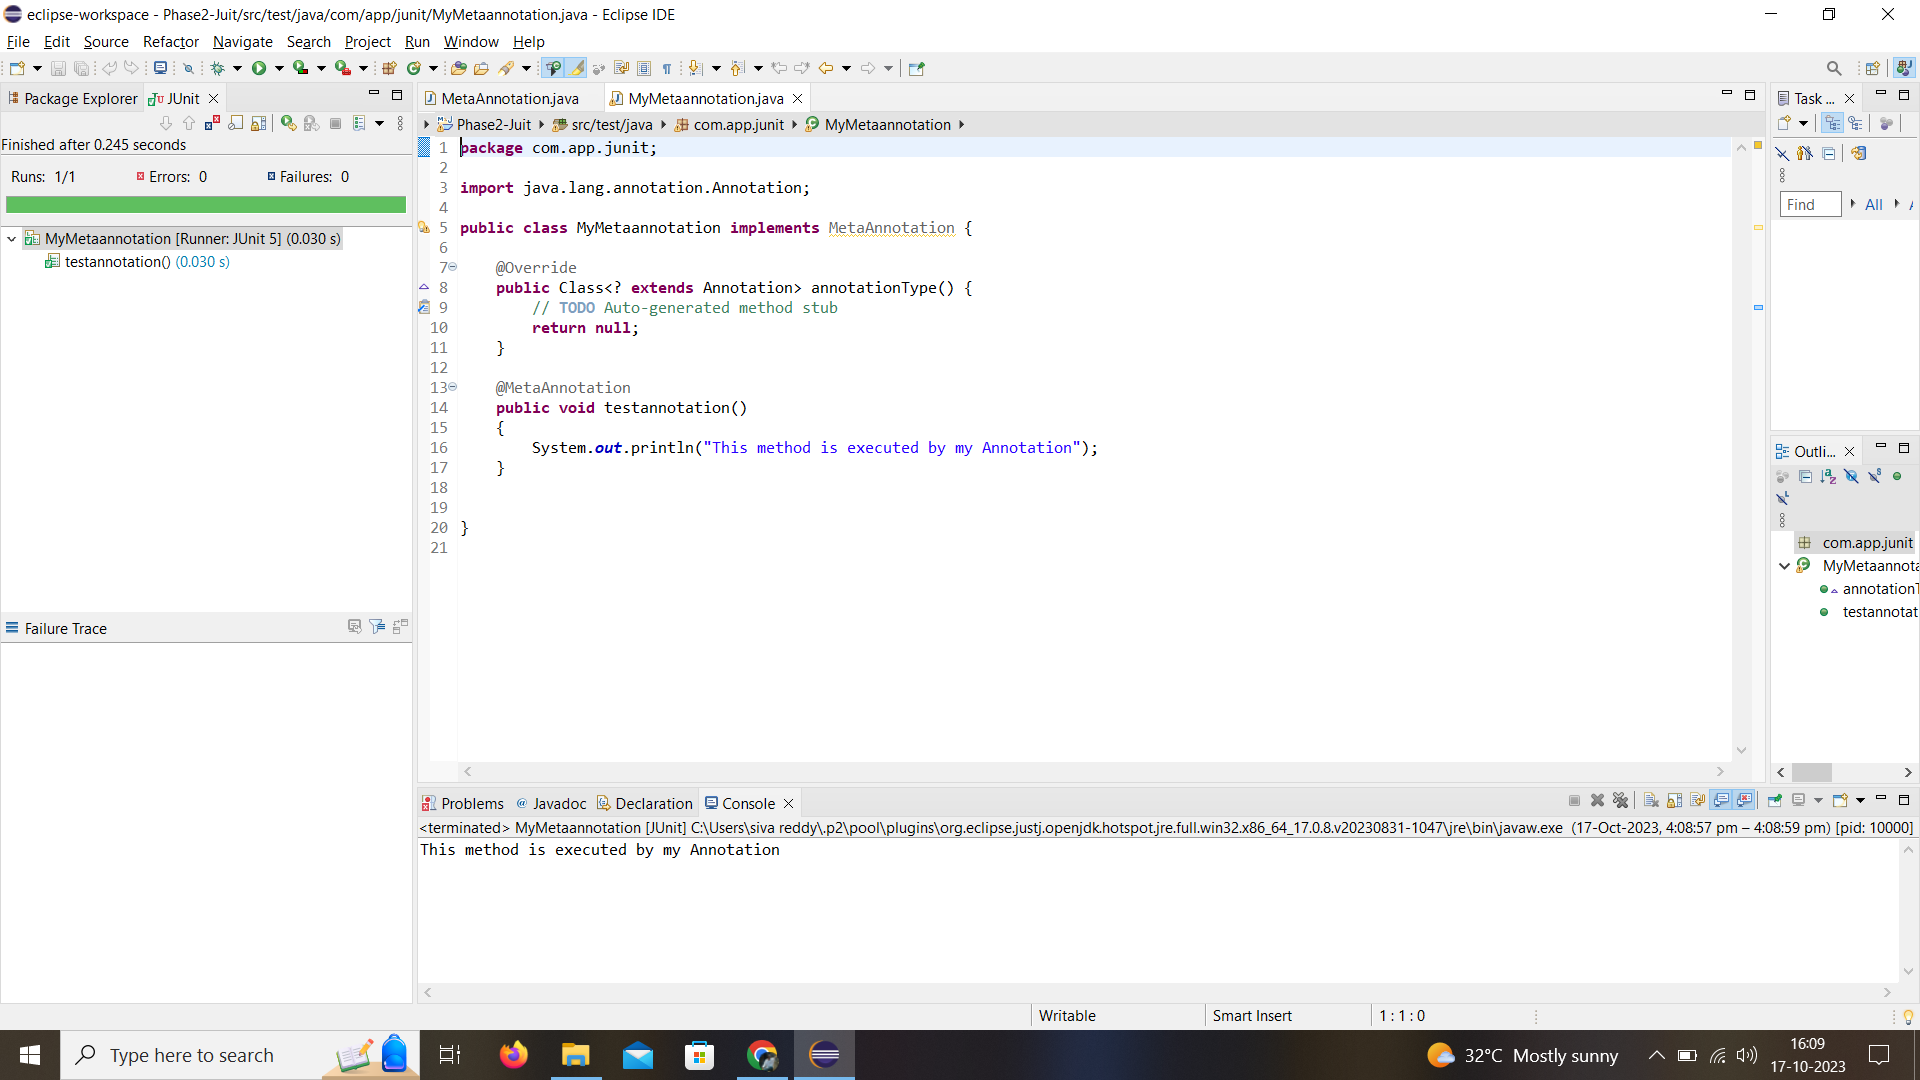 eclipse-workspace - Phase2-Juit/src/test/java/com/app/junit/MyMetaannotation.java - Eclipse IDE
File Edit Source Refactor Navigate Search Project Run Window Help
Package Explorer JUnit
Finished after 0.245 seconds
Runs: 1/1 Errors: 0 Failures: 0
MyMetaannotation [Runner: JUnit 5] (0.030 s)
testannotation() (0.030 s)
Failure Trace
MetaAnnotation.java MyMetaannotation.java
Phase2-Juit src/test/java com.app.junit MyMetaannotation
1 package com.app.junit;
2
3 import java.lang.annotation.Annotation;
4
5 public class MyMetaannotation implements MetaAnnotation {
6
7 @Override
8 public Class<? extends Annotation> annotationType() {
9 // TODO Auto-generated method stub
10 return null;
11 }
12
13 @MetaAnnotation
14 public void testannotation()
15 {
16 System.out.println("This method is executed by my Annotation");
17 }
18
19
20 }
21
Task ...
Find All
Outli...
com.app.junit
MyMetaannota
annotationT
testannotat
Problems Javadoc Declaration Console
<terminated> MyMetaannotation [JUnit] C:\Users\siva reddy\.p2\pool\plugins\org.eclipse.justj.openjdk.hotspot.jre.full.win32.x86_64_17.0.8.v20230831-1047\jre\bin\javaw.exe (17-Oct-2023, 4:08:57 pm – 4:08:59 pm) [pid: 10000]
This method is executed by my Annotation
Writable Smart Insert 1 : 1 : 0
Type here to search
32°C Mostly sunny
16:09
17-10-2023